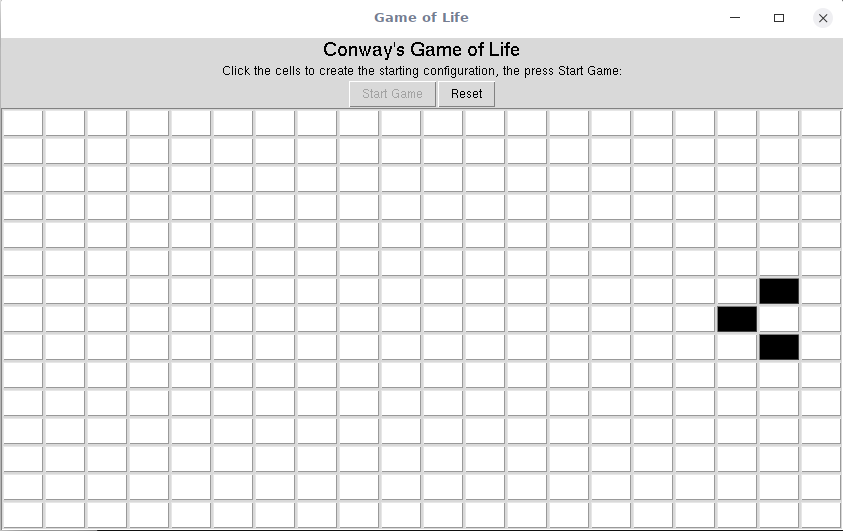 Game of Life
Conway's Game of Life
Click the cells to create the starting configuration, the press Start Game:
Start Game Reset